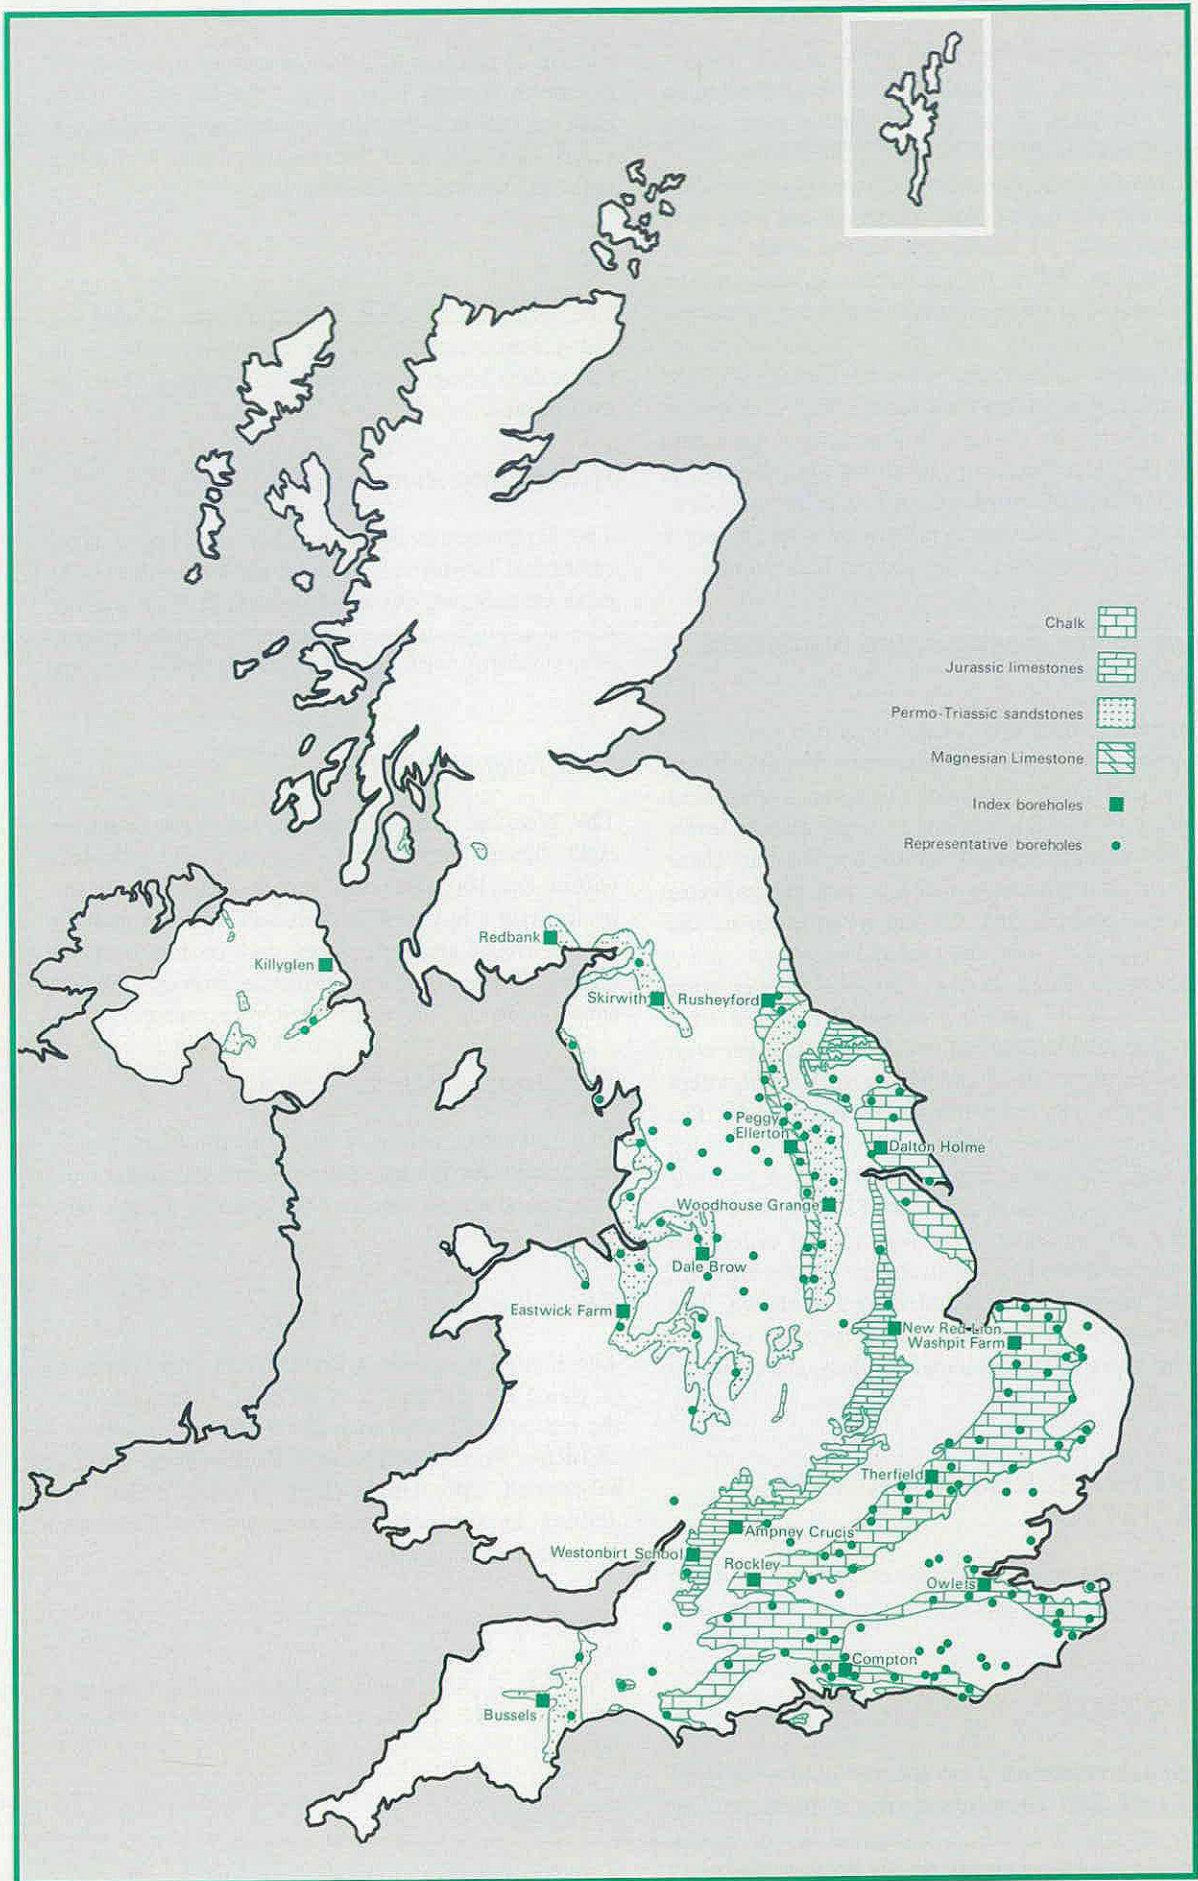 Chalk
Jurassic limestones
Permo-Triassic sandstones
Magnesian Limestone
Index boreholes
Representative boreholes
Redbank
Killyglen
Skirwith
Rusheyford
Peggy
Ellerton
Dalton Holme
Woodhouse Grange
Dale Brow
Eastwick Farm
New Red Lion
Washpit Farm
Therfield
Ampney Crucis
Westonbirt School
Rockley
Owlets
Compton
Bussels